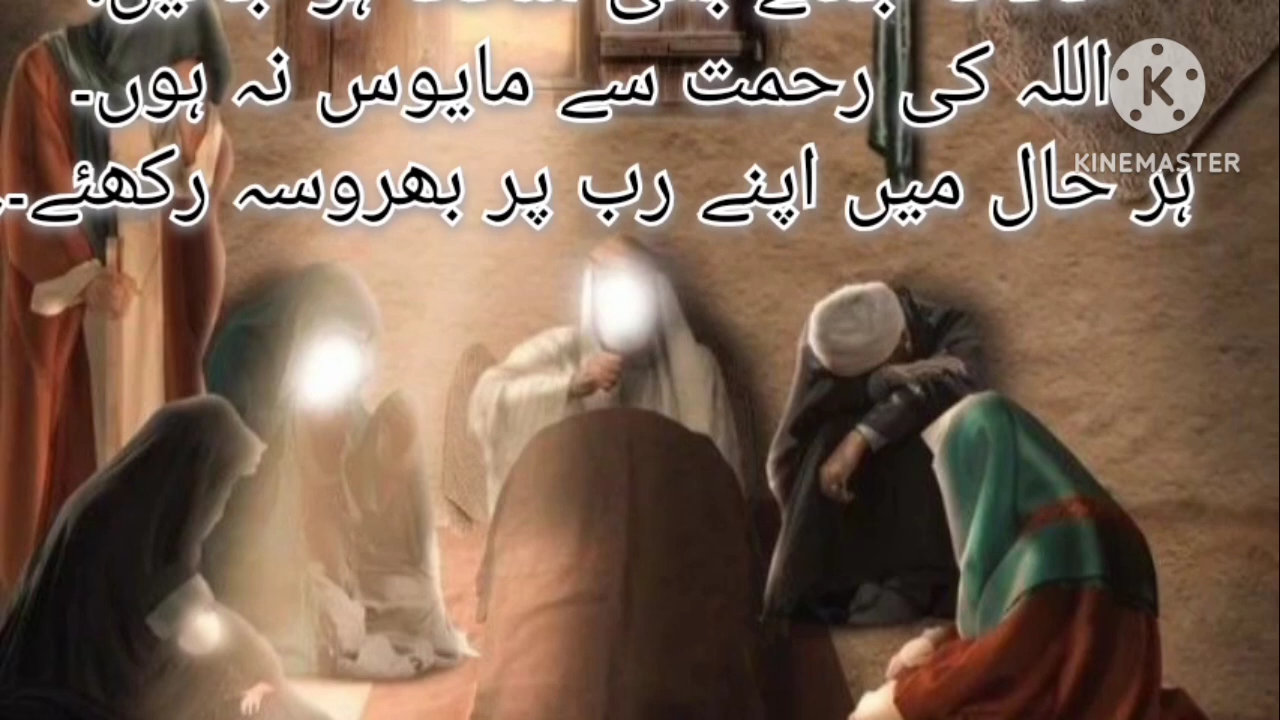 اللہ کی رحمت سے مایوس نہ ہوں۔
ہر حال میں اپنے رب پر بھروسہ رکھئے۔
K
KINEMASTER